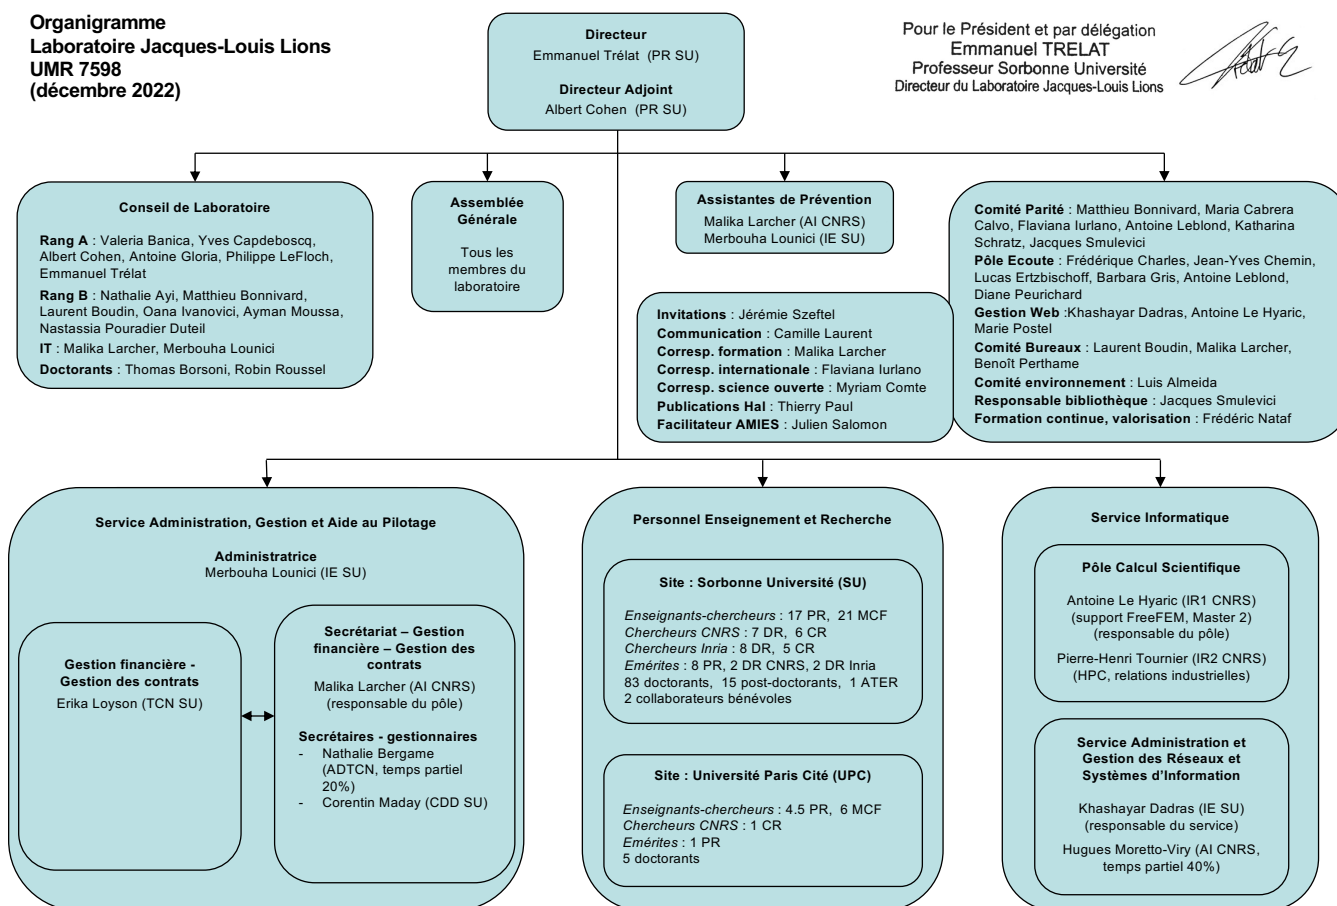 Organigramme
Laboratoire Jacques-Louis Lions
UMR 7598
(décembre 2022)
Directeur
Emmanuel Trélat (PR SU)
Directeur Adjoint
Albert Cohen (PR SU)
Pour le Président et par délégation
Emmanuel TRELAT
Professeur Sorbonne Université
Directeur du Laboratoire Jacques-Louis Lions
Conseil de Laboratoire
Rang A : Valeria Banica, Yves Capdeboscq,
Albert Cohen, Antoine Gloria, Philippe LeFloch,
Emmanuel Trélat
Rang B : Nathalie Ayi, Matthieu Bonnivard,
Laurent Boudin, Oana Ivanovici, Ayman Moussa,
Nastassia Pouradier Duteil
IT : Malika Larcher, Merbouha Lounici
Doctorants : Thomas Borsoni, Robin Roussel
Assemblée
Générale
Tous les
membres du
laboratoire
Assistantes de Prévention
Malika Larcher (AI CNRS)
Merbouha Lounici (IE SU)
Invitations : Jérémie Szeftel
Communication : Camille Laurent
Corresp. formation : Malika Larcher
Corresp. internationale : Flaviana Iurlano
Corresp. science ouverte : Myriam Comte
Publications Hal : Thierry Paul
Facilitateur AMIES : Julien Salomon
Comité Parité : Matthieu Bonnivard, Maria Cabrera
Calvo, Flaviana Iurlano, Antoine Leblond, Katharina
Schratz, Jacques Smulevici
Pôle Ecoute : Frédérique Charles, Jean-Yves Chemin,
Lucas Ertzbischoff, Barbara Gris, Antoine Leblond,
Diane Peurichard
Gestion Web :Khashayar Dadras, Antoine Le Hyaric,
Marie Postel
Comité Bureaux : Laurent Boudin, Malika Larcher,
Benoît Perthame
Comité environnement : Luis Almeida
Responsable bibliothèque : Jacques Smulevici
Formation continue, valorisation : Frédéric Nataf
Service Administration, Gestion et Aide au Pilotage
Administratrice
Merbouha Lounici (IE SU)
Gestion financière -
Gestion des contrats
Erika Loyson (TCN SU)
Secrétariat – Gestion
financière – Gestion des
contrats
Malika Larcher (AI CNRS)
(responsable du pôle)
Secrétaires - gestionnaires
- Nathalie Bergame
(ADTCN, temps partiel
20%)
- Corentin Maday (CDD SU)
Personnel Enseignement et Recherche
Site : Sorbonne Université (SU)
Enseignants-chercheurs : 17 PR, 21 MCF
Chercheurs CNRS : 7 DR, 6 CR
Chercheurs Inria : 8 DR, 5 CR
Emérites : 8 PR, 2 DR CNRS, 2 DR Inria
83 doctorants, 15 post-doctorants, 1 ATER
2 collaborateurs bénévoles
Site : Université Paris Cité (UPC)
Enseignants-chercheurs : 4.5 PR, 6 MCF
Chercheurs CNRS : 1 CR
Emérites : 1 PR
5 doctorants
Service Informatique
Pôle Calcul Scientifique
Antoine Le Hyaric (IR1 CNRS)
(support FreeFEM, Master 2)
(responsable du pôle)
Pierre-Henri Tournier (IR2 CNRS)
(HPC, relations industrielles)
Service Administration et
Gestion des Réseaux et
Systèmes d'Information
Khashayar Dadras (IE SU)
(responsable du service)
Hugues Moretto-Viry (AI CNRS,
temps partiel 40%)